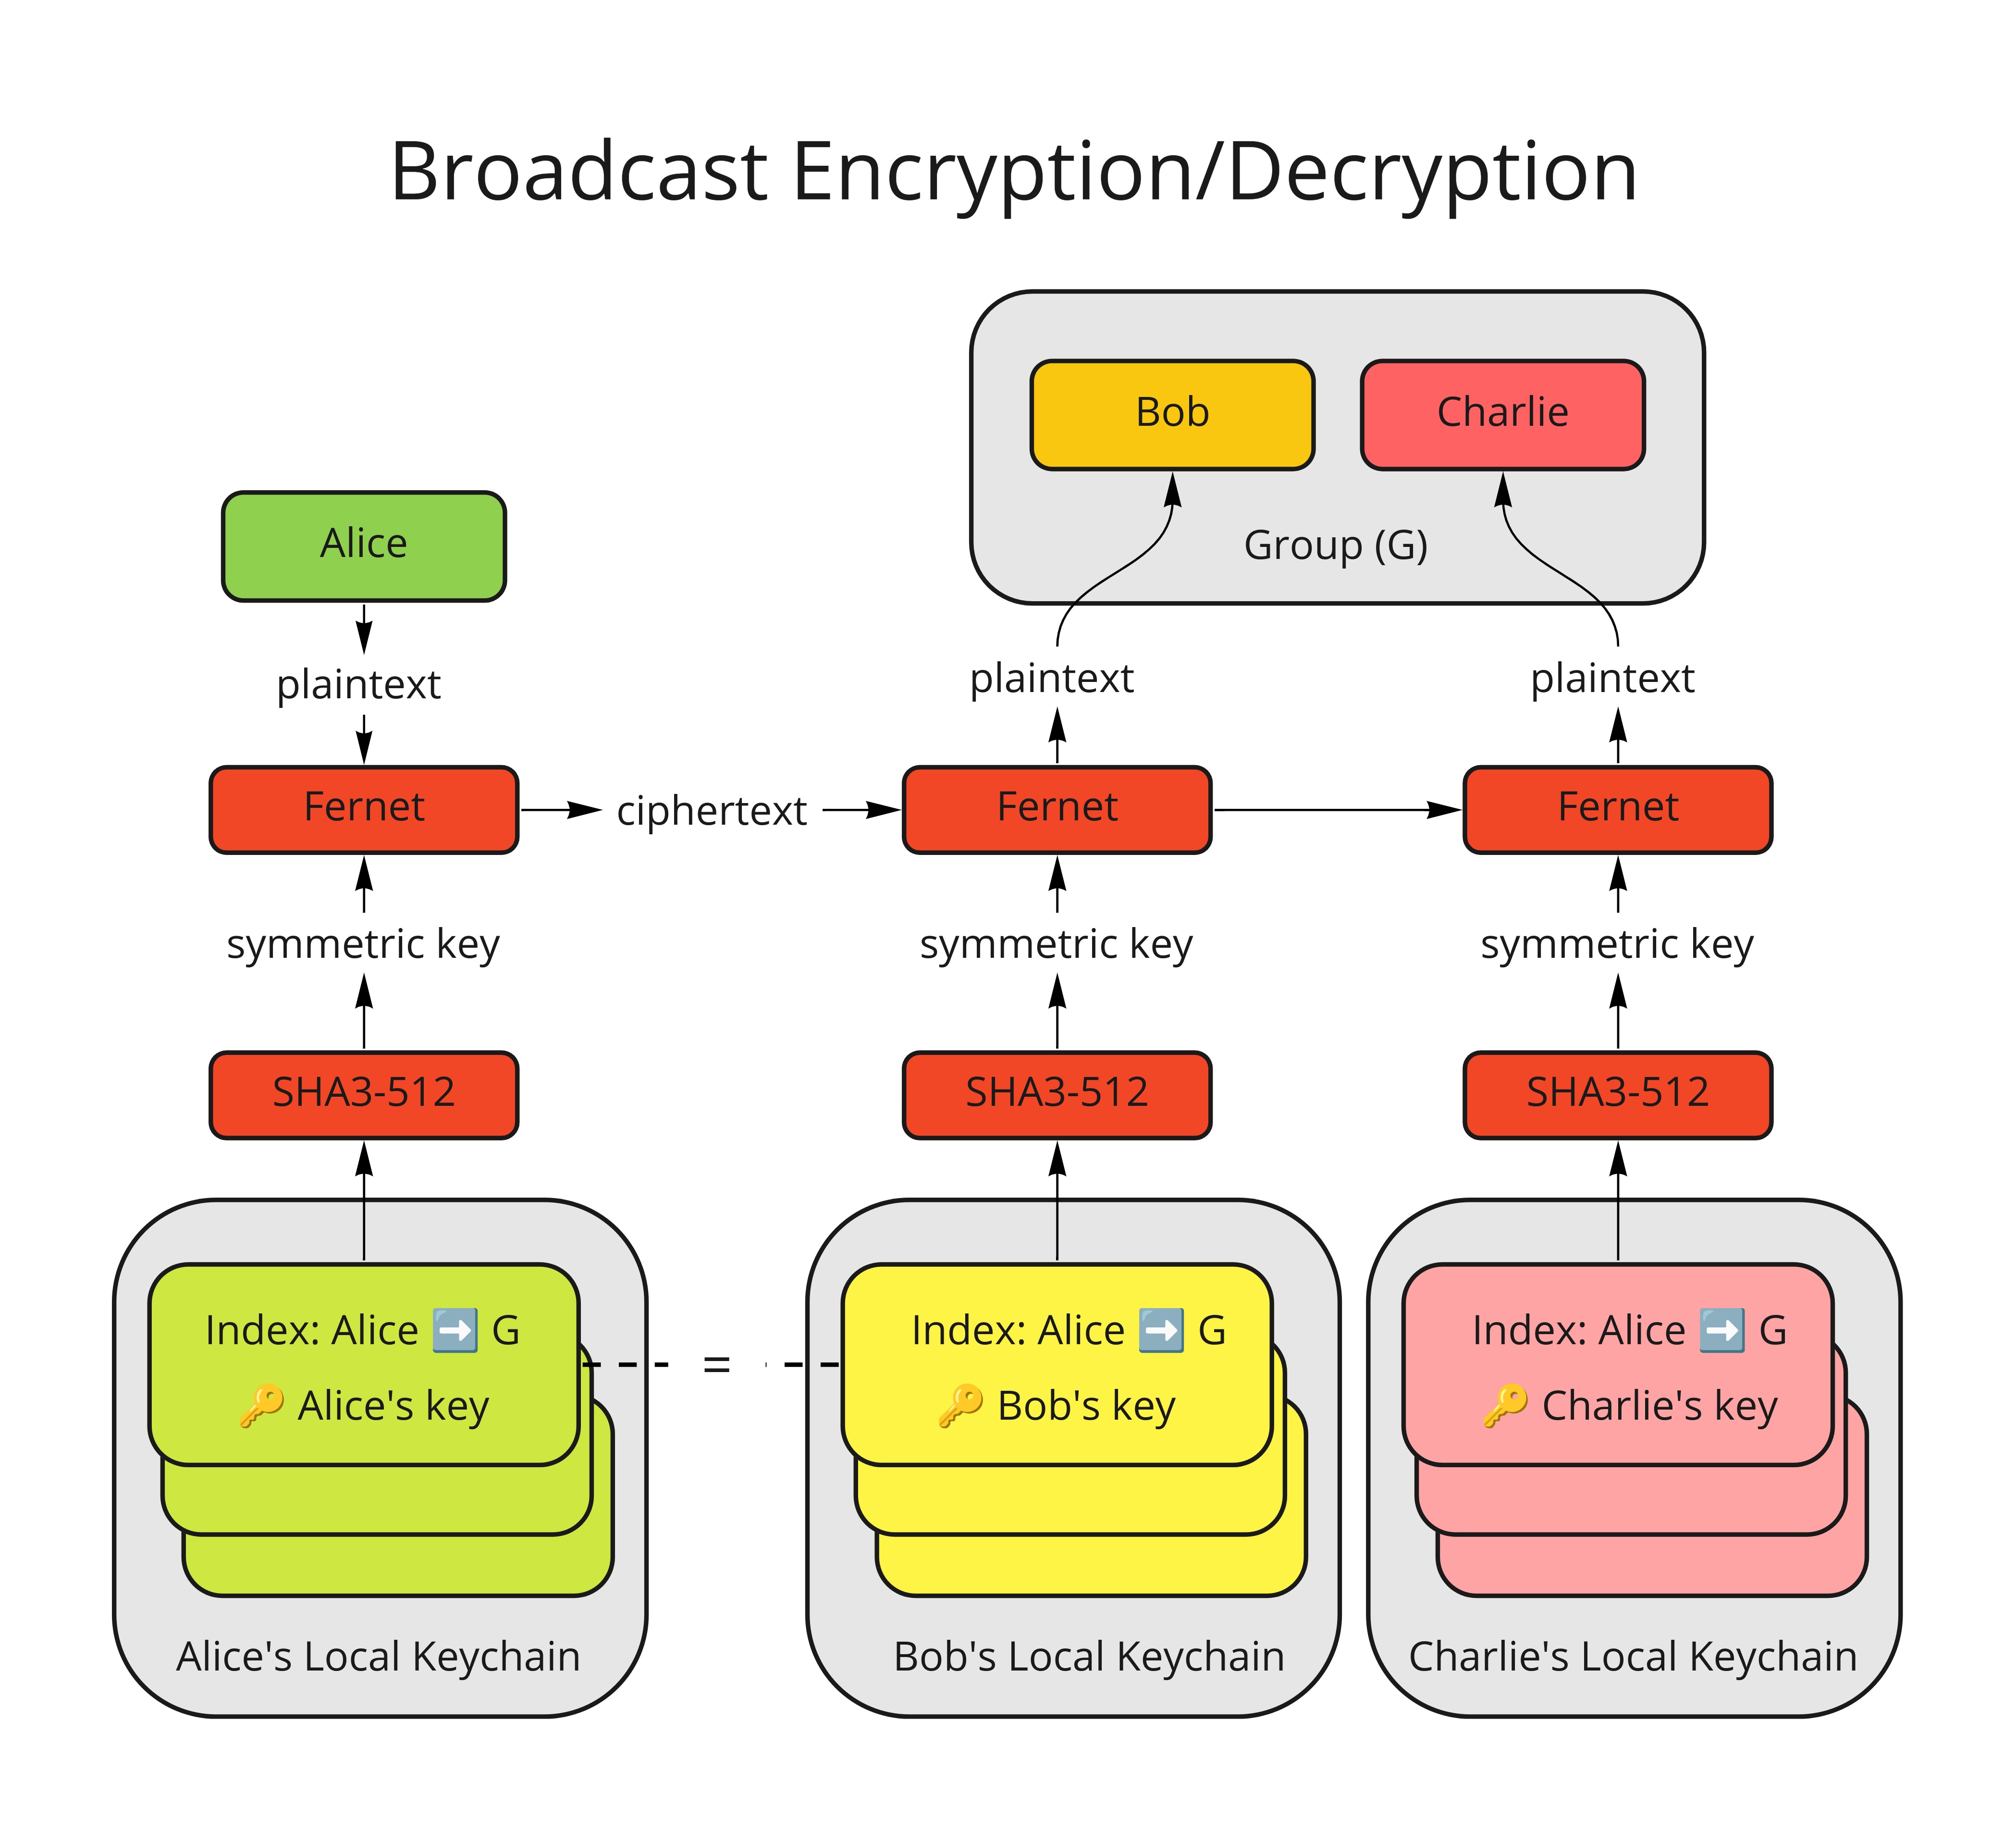 Broadcast Encryption/Decryption
Bob
Charlie
Group (G)
Alice
plaintext
plaintext
plaintext
Fernet
ciphertext
Fernet
Fernet
symmetric key
symmetric key
symmetric key
SHA3-512
SHA3-512
SHA3-512
Index: Alice ➡️ G
🔑 Alice's key
=
Index: Alice ➡️ G
🔑 Bob's key
Index: Alice ➡️ G
🔑 Charlie's key
Alice's Local Keychain
Bob's Local Keychain
Charlie's Local Keychain